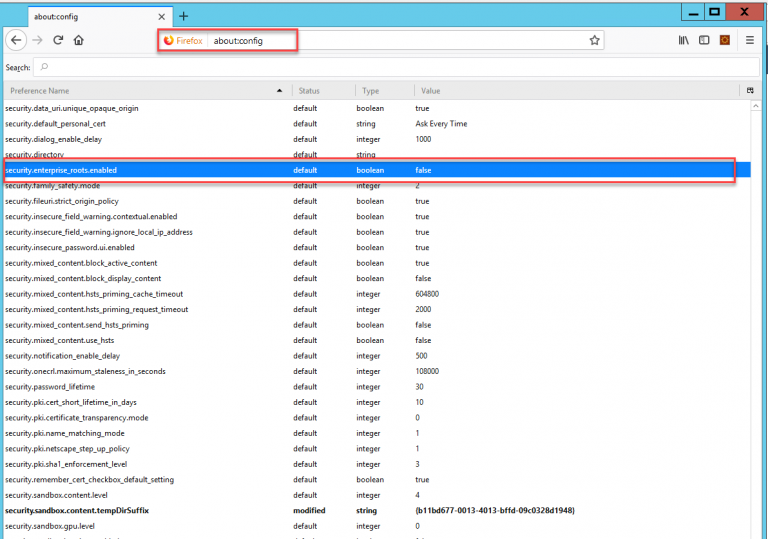 about:config
Firefox about:config
Search:
Preference Name Status Type Value
security.data_uri.unique_opaque_origin default boolean true
security.default_personal_cert default string Ask Every Time
security.dialog_enable_delay default integer 1000
security.directory default string
security.enterprise_roots.enabled default boolean false
security.family_safety.mode default integer 2
security.fileuri.strict_origin_policy default boolean true
security.insecure_field_warning.contextual.enabled default boolean true
security.insecure_field_warning.ignore_local_ip_address default boolean true
security.insecure_password.ui.enabled default boolean true
security.mixed_content.block_active_content default boolean true
security.mixed_content.block_display_content default boolean false
security.mixed_content.hsts_priming_cache_timeout default integer 604800
security.mixed_content.hsts_priming_request_timeout default integer 2000
security.mixed_content.send_hsts_priming default boolean false
security.mixed_content.use_hsts default boolean false
security.notification_enable_delay default integer 500
security.onecrl.maximum_staleness_in_seconds default integer 108000
security.password_lifetime default integer 30
security.pki.cert_short_lifetime_in_days default integer 10
security.pki.certificate_transparency.mode default integer 0
security.pki.name_matching_mode default integer 1
security.pki.netscape_step_up_policy default integer 1
security.pki.sha1_enforcement_level default integer 3
security.remember_cert_checkbox_default_setting default boolean true
security.sandbox.content.level default integer 4
security.sandbox.content.tempDirSuffix modified string {b11bd677-0013-4013-bffd-09c0328d1948}
security.sandbox.gpu.level default integer 0